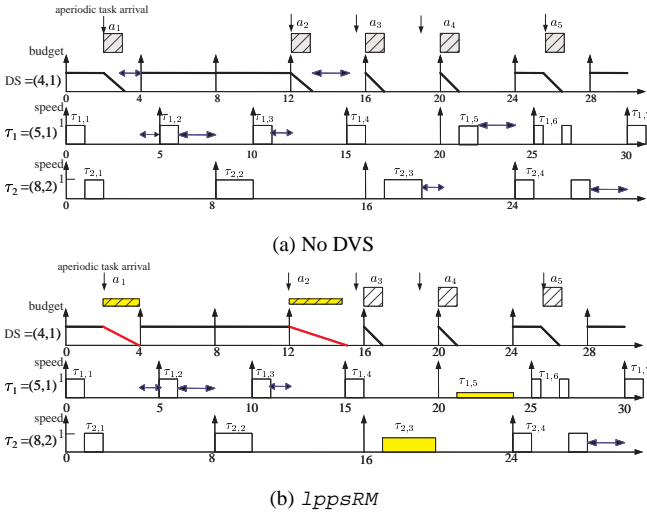 aperiodic task arrival
a1 a2 a3 a4 a5
budget
DS =(4,1)
0 4 8 12 16 20 24 28
speed
τ1,1 τ1,2 τ1,3 τ1,4 τ1,5 τ1,6 τ1,7
1
τ1=(5,1)
0 5 10 15 20 25 30
speed
τ2,1 τ2,2 τ2,3 τ2,4
1
τ2=(8,2)
0 8 16 24
(a) No DVS
aperiodic task arrival
a1 a2 a3 a4 a5
budget
DS =(4,1)
0 4 8 12 16 20 24 28
speed
τ1,1 τ1,2 τ1,3 τ1,4 τ1,5 τ1,6 τ1,7
1
τ1=(5,1)
0 5 10 15 20 25 30
speed
τ2,1 τ2,2 τ2,3 τ2,4
1
τ2=(8,2)
0 8 16 24
(b) lppsRM